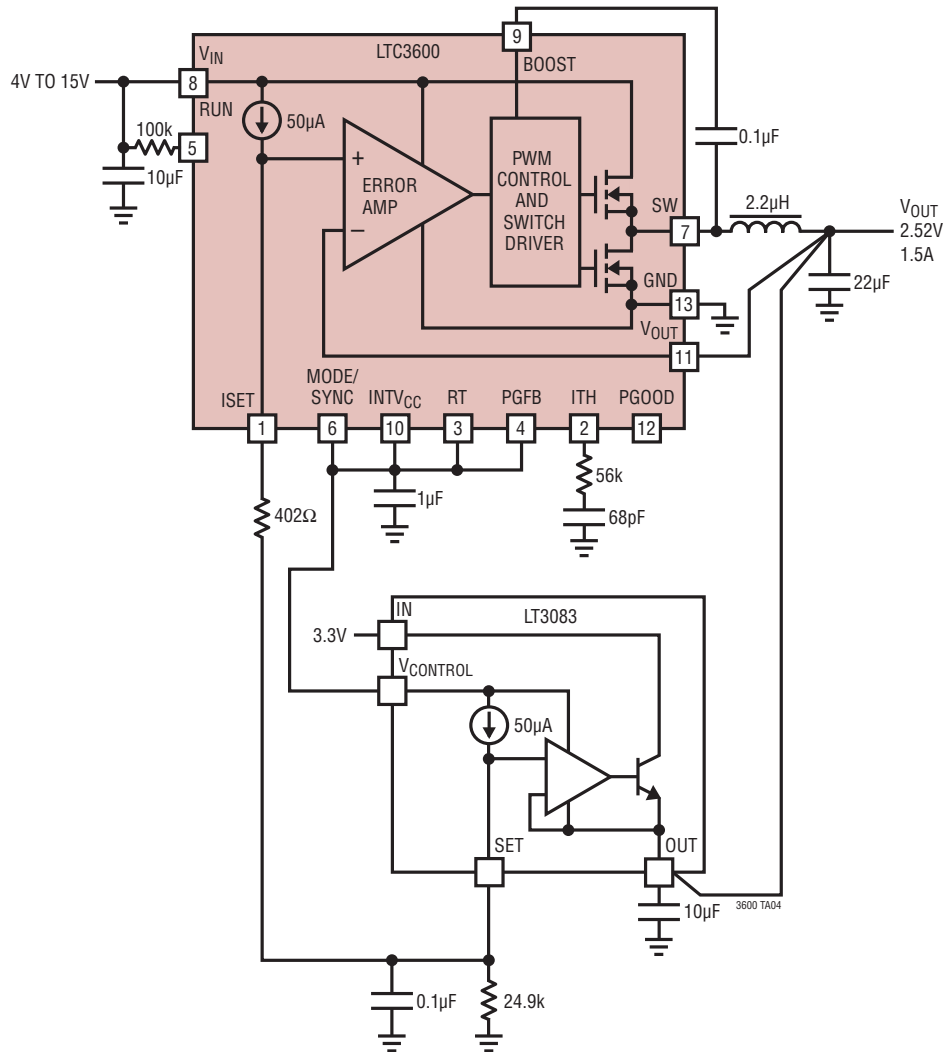 9
LTC3600
BOOST
VIN
4V TO 15V
8
RUN
50µA
100k
5
10µF
+
ERROR
AMP
–
PWM
CONTROL
AND
SWITCH
DRIVER
0.1µF
SW
7
2.2µH
VOUT
2.52V
1.5A
22µF
GND
13
VOUT
11
ISET
MODE/
SYNC
INTVCC
RT
PGFB
ITH
PGOOD
1
6
10
3
4
2
12
402Ω
1µF
56k
68pF
IN
LT3083
3.3V
VCONTROL
50µA
SET
OUT
10µF
3600 TA04
0.1µF
24.9k